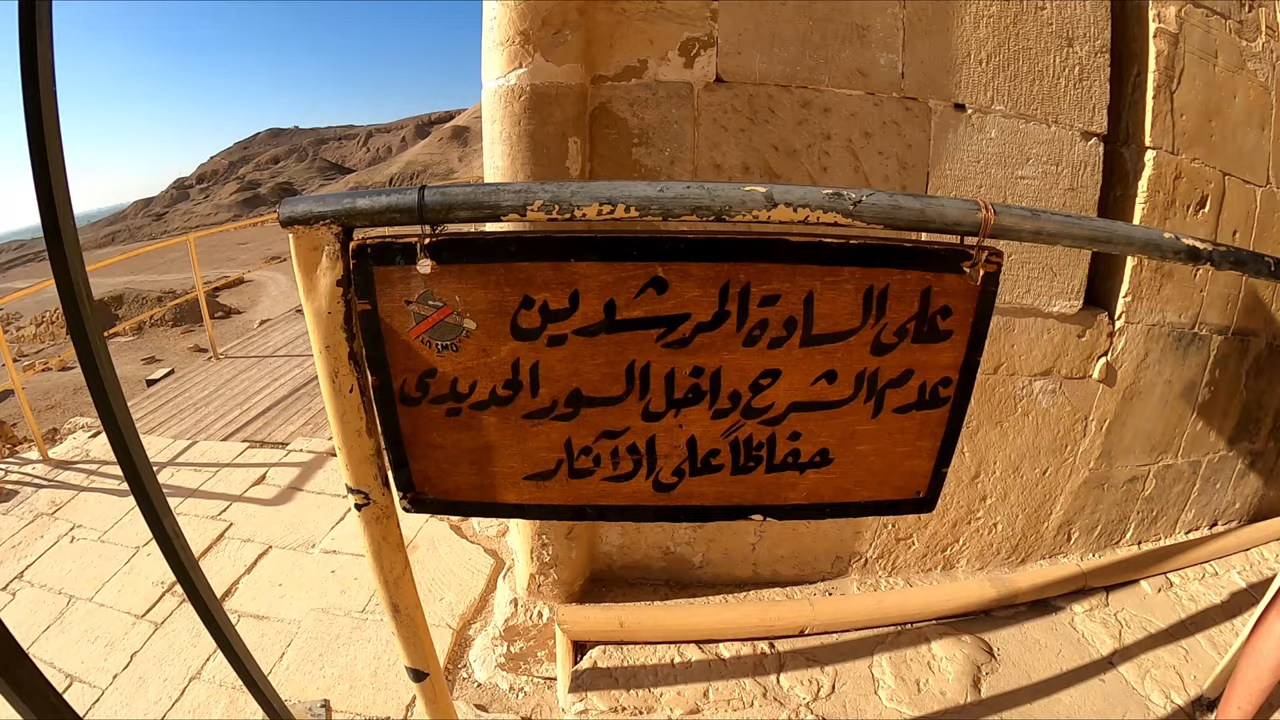 على السادة المرشدين
عدم الشرح داخل السور الحديدى
حفاظاً على الآثار